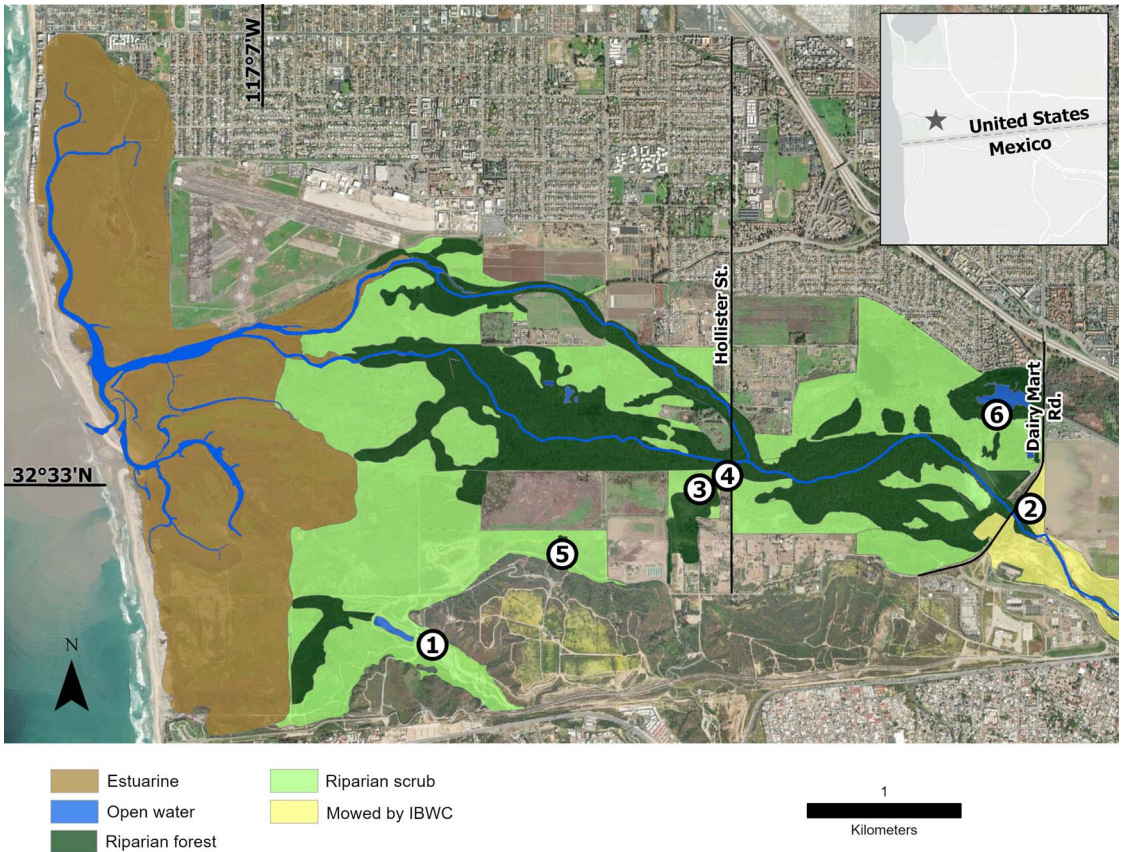 117°7'W
United States
Mexico
Hollister St.
Dairy Mart
Rd.
6
32°33'N
4
3
2
5
1
N
Estuarine
Riparian scrub
1
Open water
Mowed by IBWC
Kilometers
Riparian forest